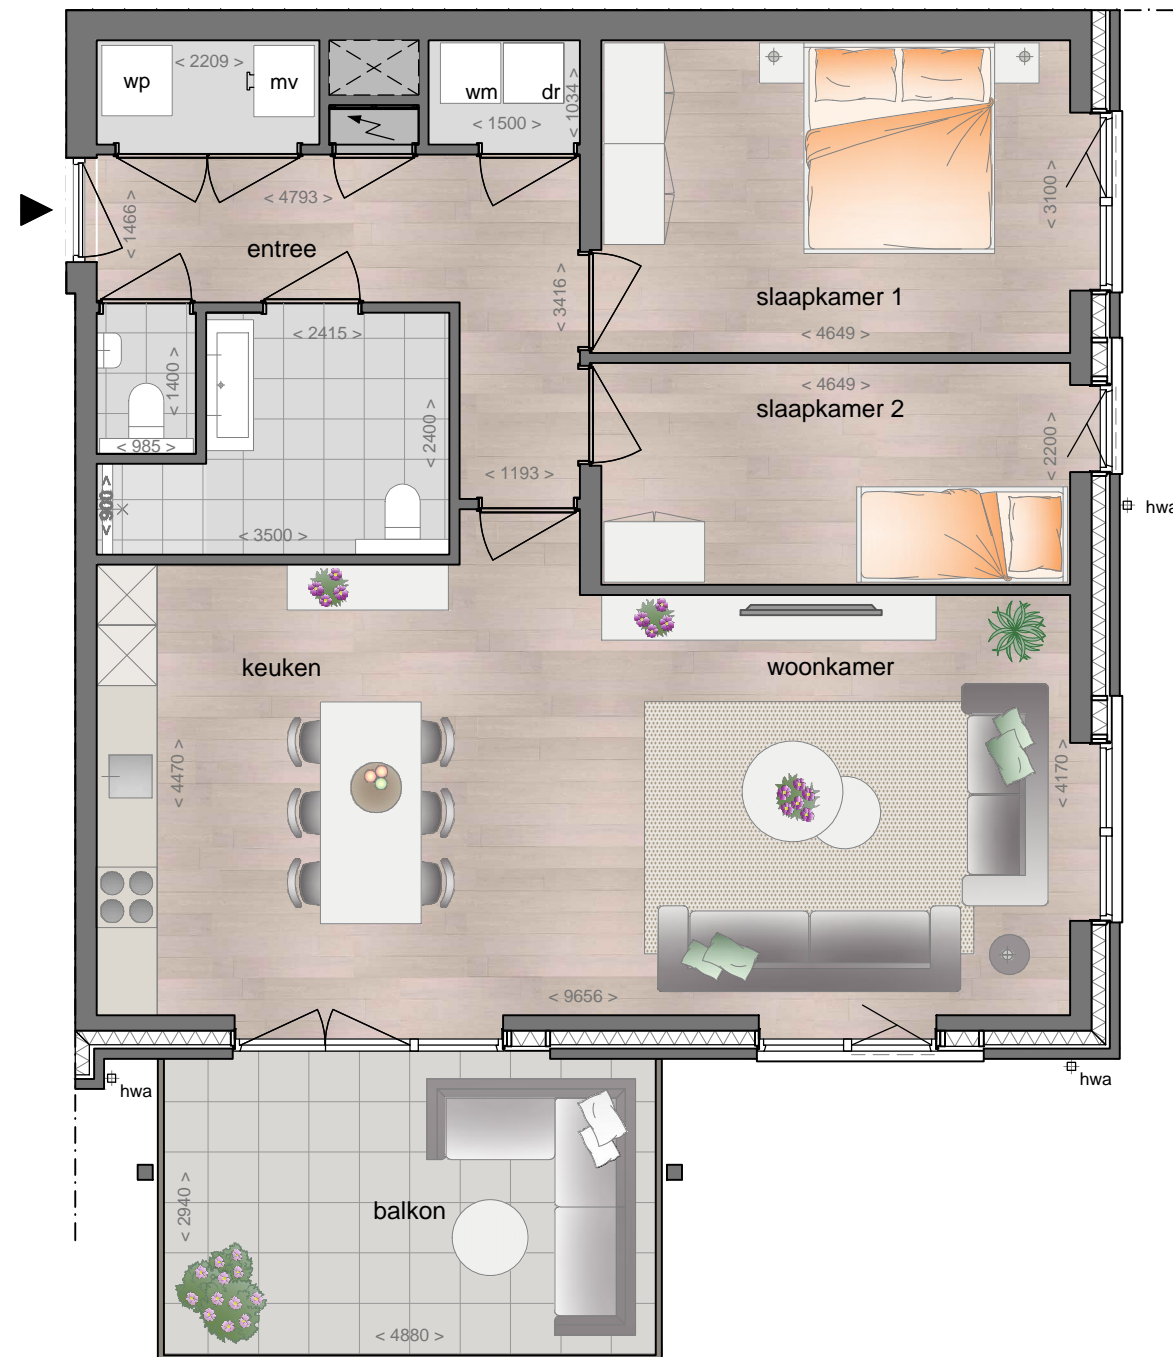 wp
< 2209 >
mv
wm
dr
< 1500 >
< 1034 >
< 1466 >
< 4793 >
entree
< 3416 >
< 3100 >
slaapkamer 1
< 4649 >
< 2415 >
< 1400 >
< 985 >
< 2400 >
< 4649 >
slaapkamer 2
< 2200 >
< 1193 >
< 900 >
< 3500 >
hwa
keuken
woonkamer
< 4470 >
< 4170 >
< 9656 >
hwa
hwa
balkon
< 2940 >
< 4880 >